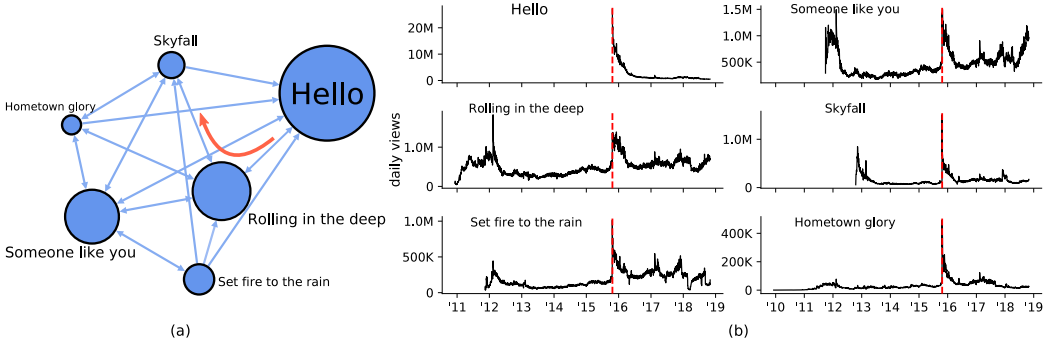 Skyfall
Hello
Hometown glory
Rolling in the deep
Someone like you
Set fire to the rain
(a)
Hello
20M
10M
0
Someone like you
1.5M
1.0M
500K
0
daily views
Rolling in the deep
1.0M
0
Skyfall
1.0M
0
Set fire to the rain
1.0M
500K
0
'11 '12 '13 '14 '15 '16 '17 '18 '19
Hometown glory
400K
200K
0
'10 '11 '12 '13 '14 '15 '16 '17 '18 '19
(b)